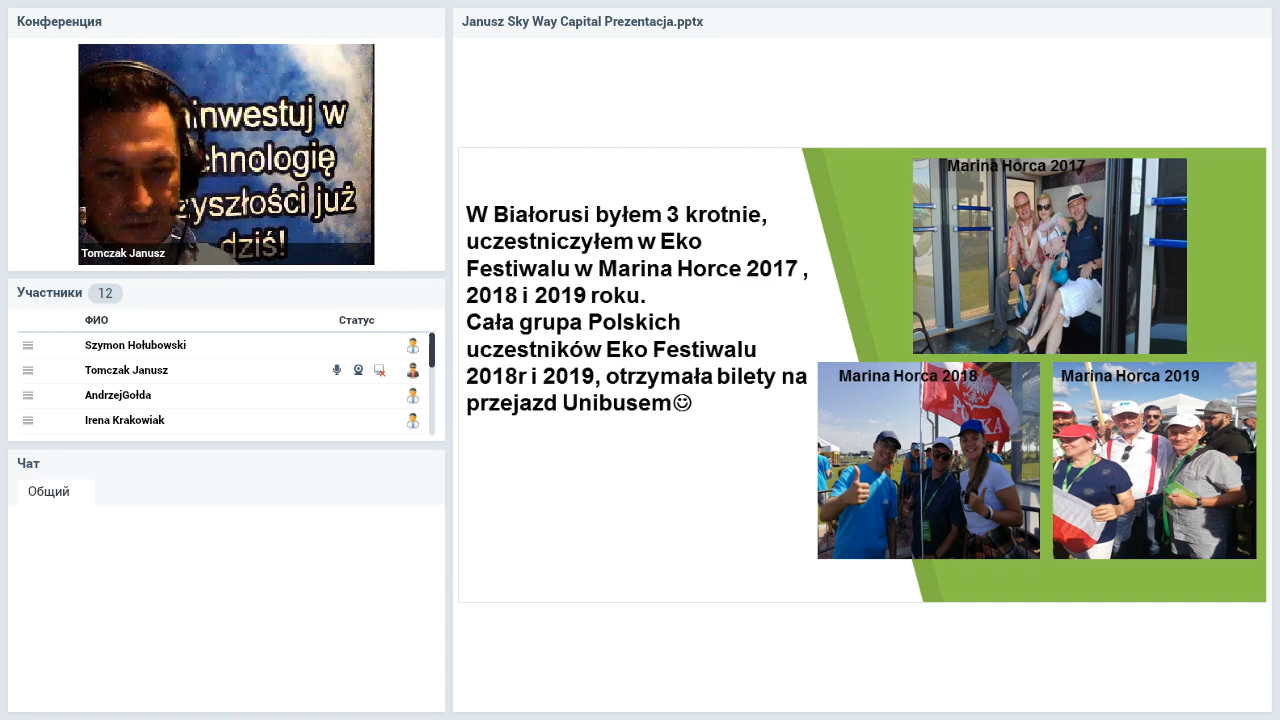 Конференция
inwestuj w
chnologię
zyszłości już
dziś!
Tomczak Janusz
Участники 12
ФИО Статус
Szymon Hołubowski
Tomczak Janusz
AndrzejGołda
Irena Krakowiak
Чат
Общий
Janusz Sky Way Capital Prezentacja.pptx
W Białorusi byłem 3 krotnie,
uczestniczyłem w Eko
Festiwalu w Marina Horce 2017 ,
2018 i 2019 roku.
Cała grupa Polskich
uczestników Eko Festiwalu
2018r i 2019, otrzymała bilety na
przejazd Unibusem☺
Marina Horca 2017
Marina Horca 2018
POLSKA
Marina Horca 2019